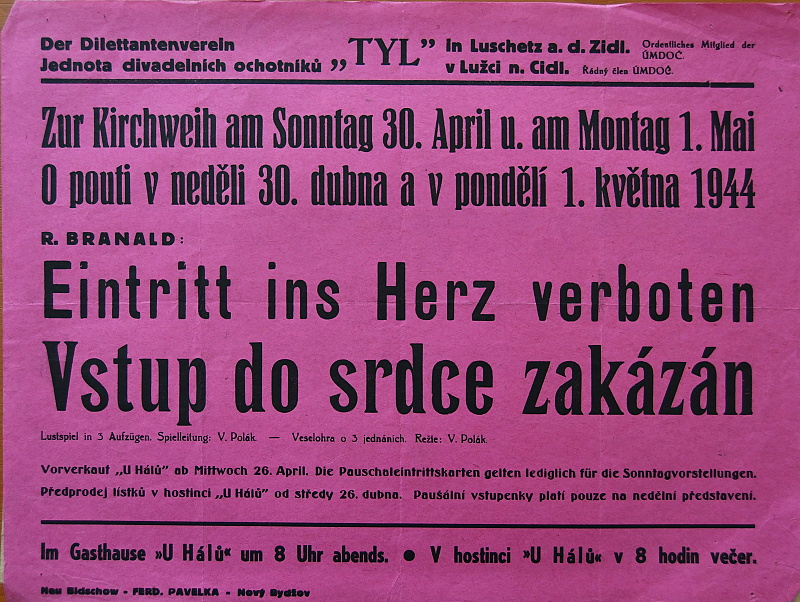 Der Dilettantenverein „TYL” In Luschetz a. d. Zidl. Ordentliches Mitglied der ÚMDOČ.
Jednota divadelních ochotníků v Lužci n. Cidl. Řádný člen ÚMDOČ.
Zur Kirchweih am Sonntag 30. April u. am Montag 1. Mai
O pouti v neděli 30. dubna a v pondělí 1. května 1944
R. BRANALD:
Eintritt ins Herz verboten
Vstup do srdce zakázán
Lustspiel in 3 Aufzügen. Spielleitung: V. Polák. — Veselohra o 3 jednáních. Režie: V. Polák.
Vorverkauf „U Hálů” ab Mittwoch 26. April. Die Pauschaleintrittskarten gelten lediglich für die Sonntagvorstellungen.
Předprodej lístků v hostinci „U Hálů” od středy 26. dubna. Paušální vstupenky platí pouze na nedělní představení.
Im Gasthause »U Hálů« um 8 Uhr abends. ● V hostinci »U Hálů« v 8 hodin večer.
Neu Bidschow - FERD. PAVELKA - Nový Bydžov